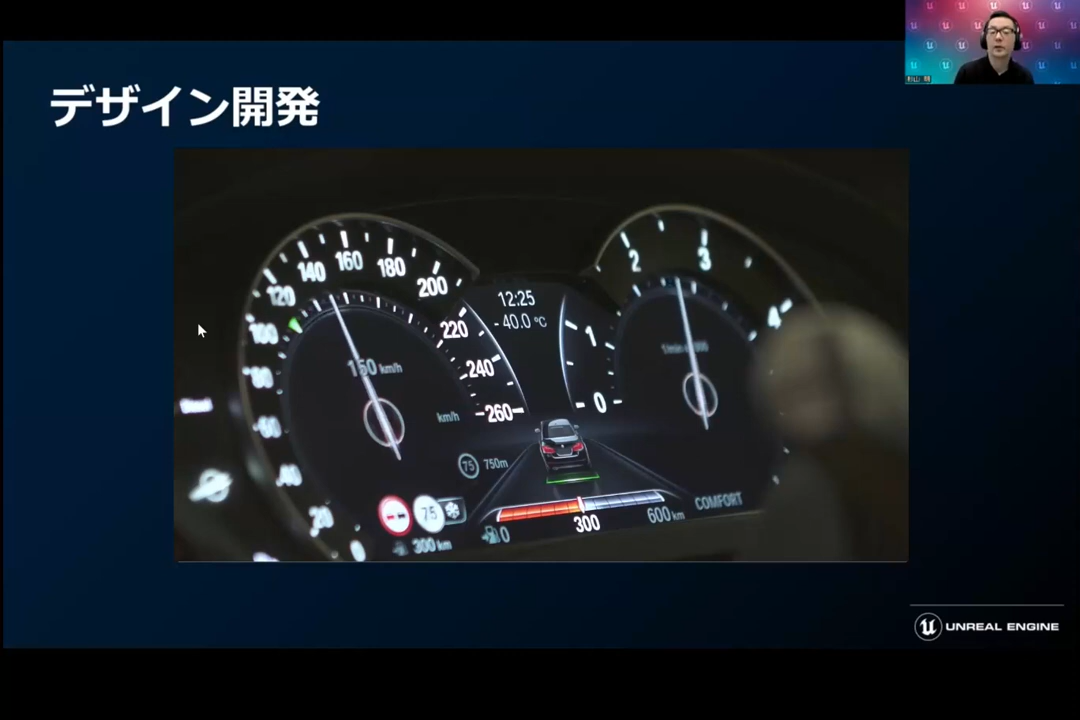 デザイン開発
120
140
160
180
200
220
240
260
100
80
60
40
20
0
150 km/h
km/h
12:25
-40.0 °C
0
1
2
3
4
75 750m
75
300 km
0
300
600 km
COMFORT
UNREAL ENGINE